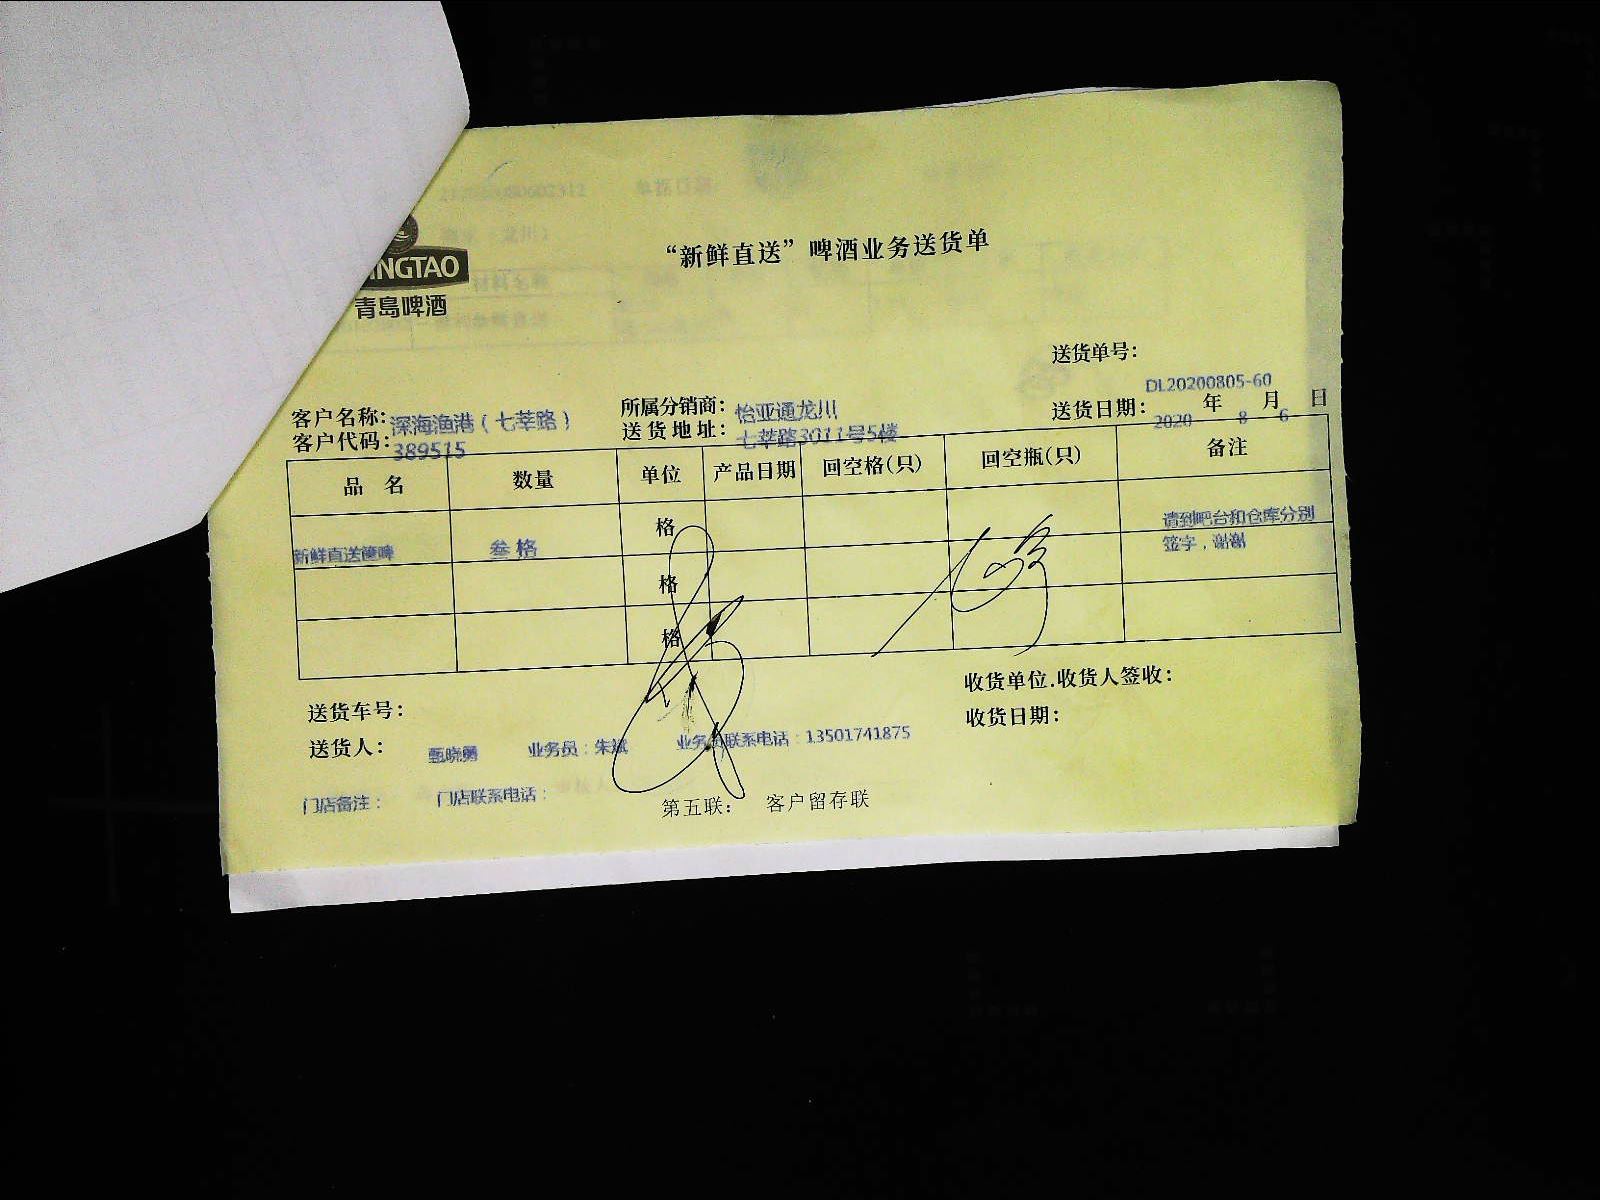 INGTAO
青島啤酒
“新鲜直送”啤酒业务送货单
送货单号：
DL20200805-60
客户名称：深海渔港（七莘路） 所属分销商：怡亚通龙川 送货日期：2020 年 8 月 6 日
客户代码：389515 送货地址：七莘路3011号5楼
品 名 数量 单位 产品日期 回空格(只) 回空瓶(只) 备注
新鲜直送 叁格 格 请到吧台和仓库分别
签字，谢谢
格
格
收货单位.收货人签收：
送货车号：
收货日期：
送货人：甄晓勇 业务员：朱斌 业务员联系电话：13501741875
门店备注： 门店联系电话：
第五联： 客户留存联